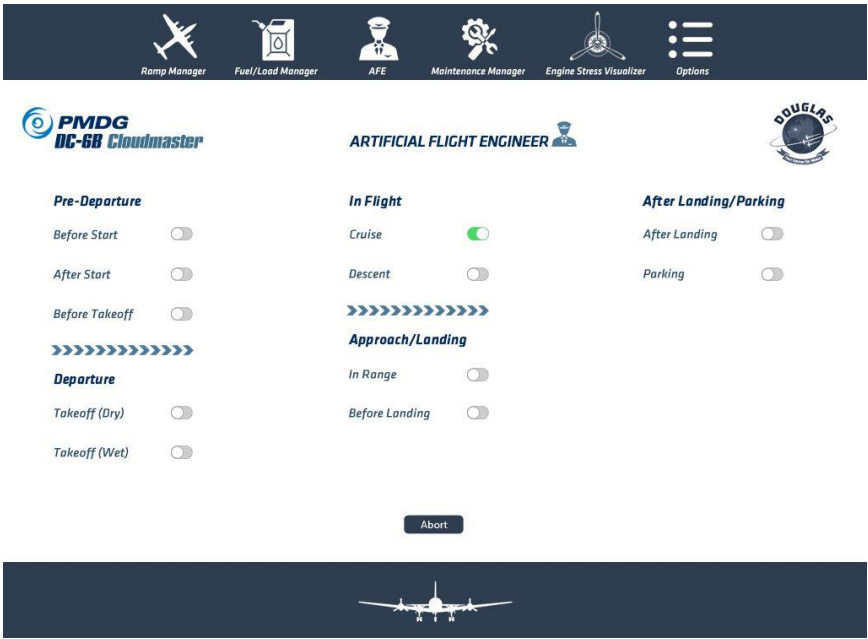 Ramp Manager
Fuel/Load Manager
AFE
Maintenance Manager
Engine Stress Visualizer
Options
PMDG
DC-6B Cloudmaster
ARTIFICIAL FLIGHT ENGINEER
DOUGLAS
Pre-Departure
Before Start
After Start
Before Takeoff
Departure
Takeoff (Dry)
Takeoff (Wet)
In Flight
Cruise
Descent
Approach/Landing
In Range
Before Landing
After Landing/Parking
After Landing
Parking
Abort